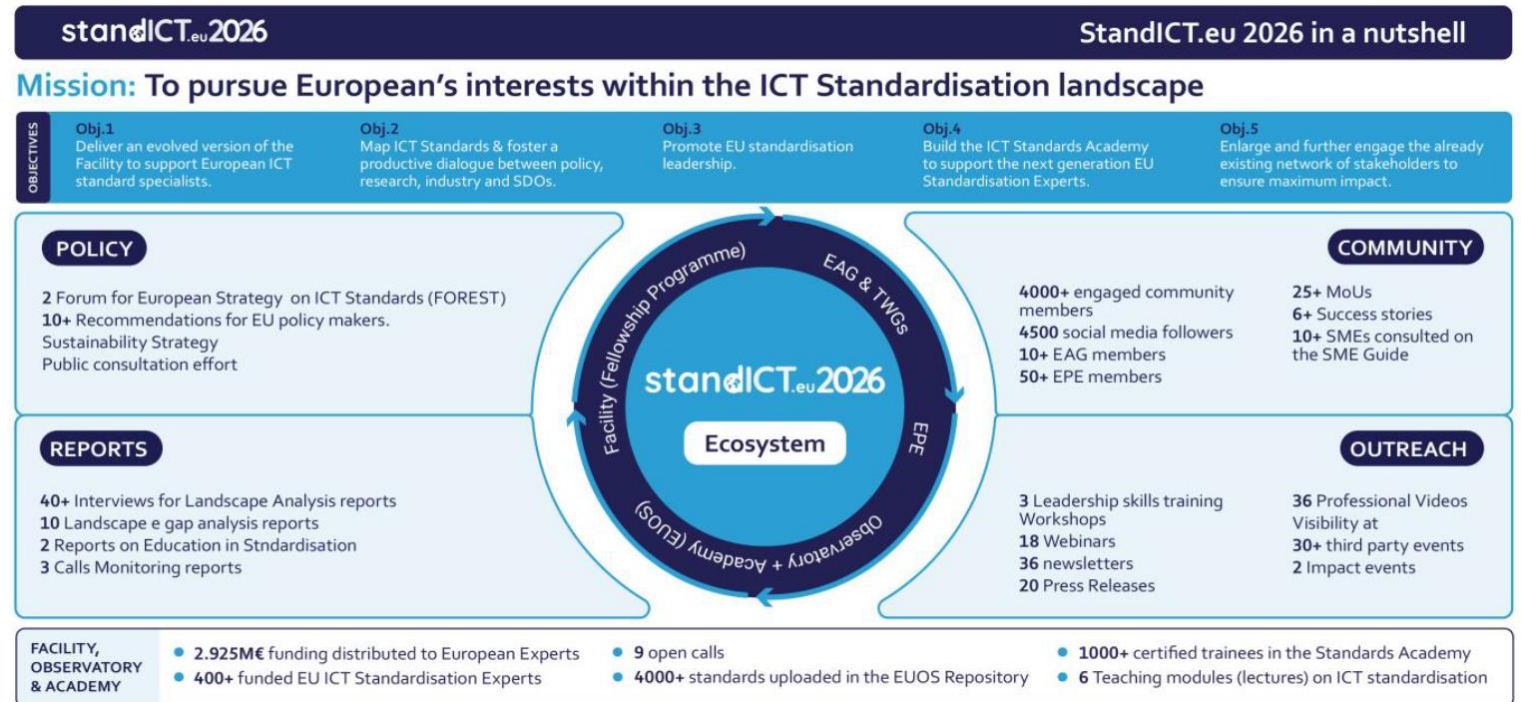 standICT.eu2026
StandICT.eu 2026 in a nutshell
Mission: To pursue European's interests within the ICT Standardisation landscape
OBJECTIVES
Obj.1
Deliver an evolved version of the
Facility to support European ICT
standard specialists.
Obj.2
Map ICT Standards & foster a
productive dialogue between policy,
research, industry and SDOs.
Obj.3
Promote EU standardisation
leadership.
Obj.4
Build the ICT Standards Academy
to support the next generation EU
Standardisation Experts.
Obj.5
Enlarge and further engage the already
existing network of stakeholders to
ensure maximum impact.
POLICY
2 Forum for European Strategy on ICT Standards (FOREST)
10+ Recommendations for EU policy makers.
Sustainability Strategy
Public consultation effort
REPORTS
40+ Interviews for Landscape Analysis reports
10 Landscape e gap analysis reports
2 Reports on Education in Stndardisation
3 Calls Monitoring reports
Facility (Fellowship Programme)
EAG & TWGs
EPE
Observatory + Academy (EUOS)
standICT.eu2026
Ecosystem
COMMUNITY
4000+ engaged community
members
4500 social media followers
10+ EAG members
50+ EPE members
25+ MoUs
6+ Success stories
10+ SMEs consulted on
the SME Guide
OUTREACH
3 Leadership skills training
Workshops
18 Webinars
36 newsletters
20 Press Releases
36 Professional Videos
Visibility at
30+ third party events
2 Impact events
FACILITY,
OBSERVATORY
& ACADEMY
2.925M€ funding distributed to European Experts
400+ funded EU ICT Standardisation Experts
9 open calls
4000+ standards uploaded in the EUOS Repository
1000+ certified trainees in the Standards Academy
6 Teaching modules (lectures) on ICT standardisation